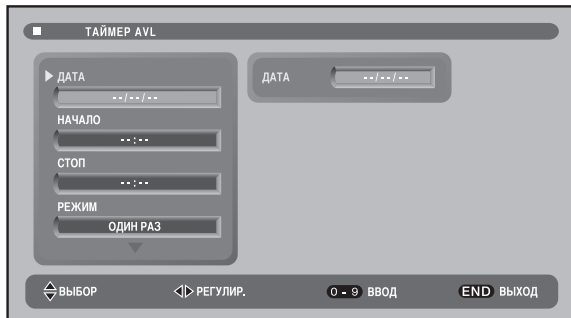 ТАЙМЕР AVL
ДАТА
--/--/--
НАЧАЛО
--:--
СТОП
--:--
РЕЖИМ
ОДИН РАЗ
ДАТА --/--/--
ВЫБОР РЕГУЛИР. 0 - 9 ВВОД END ВЫХОД